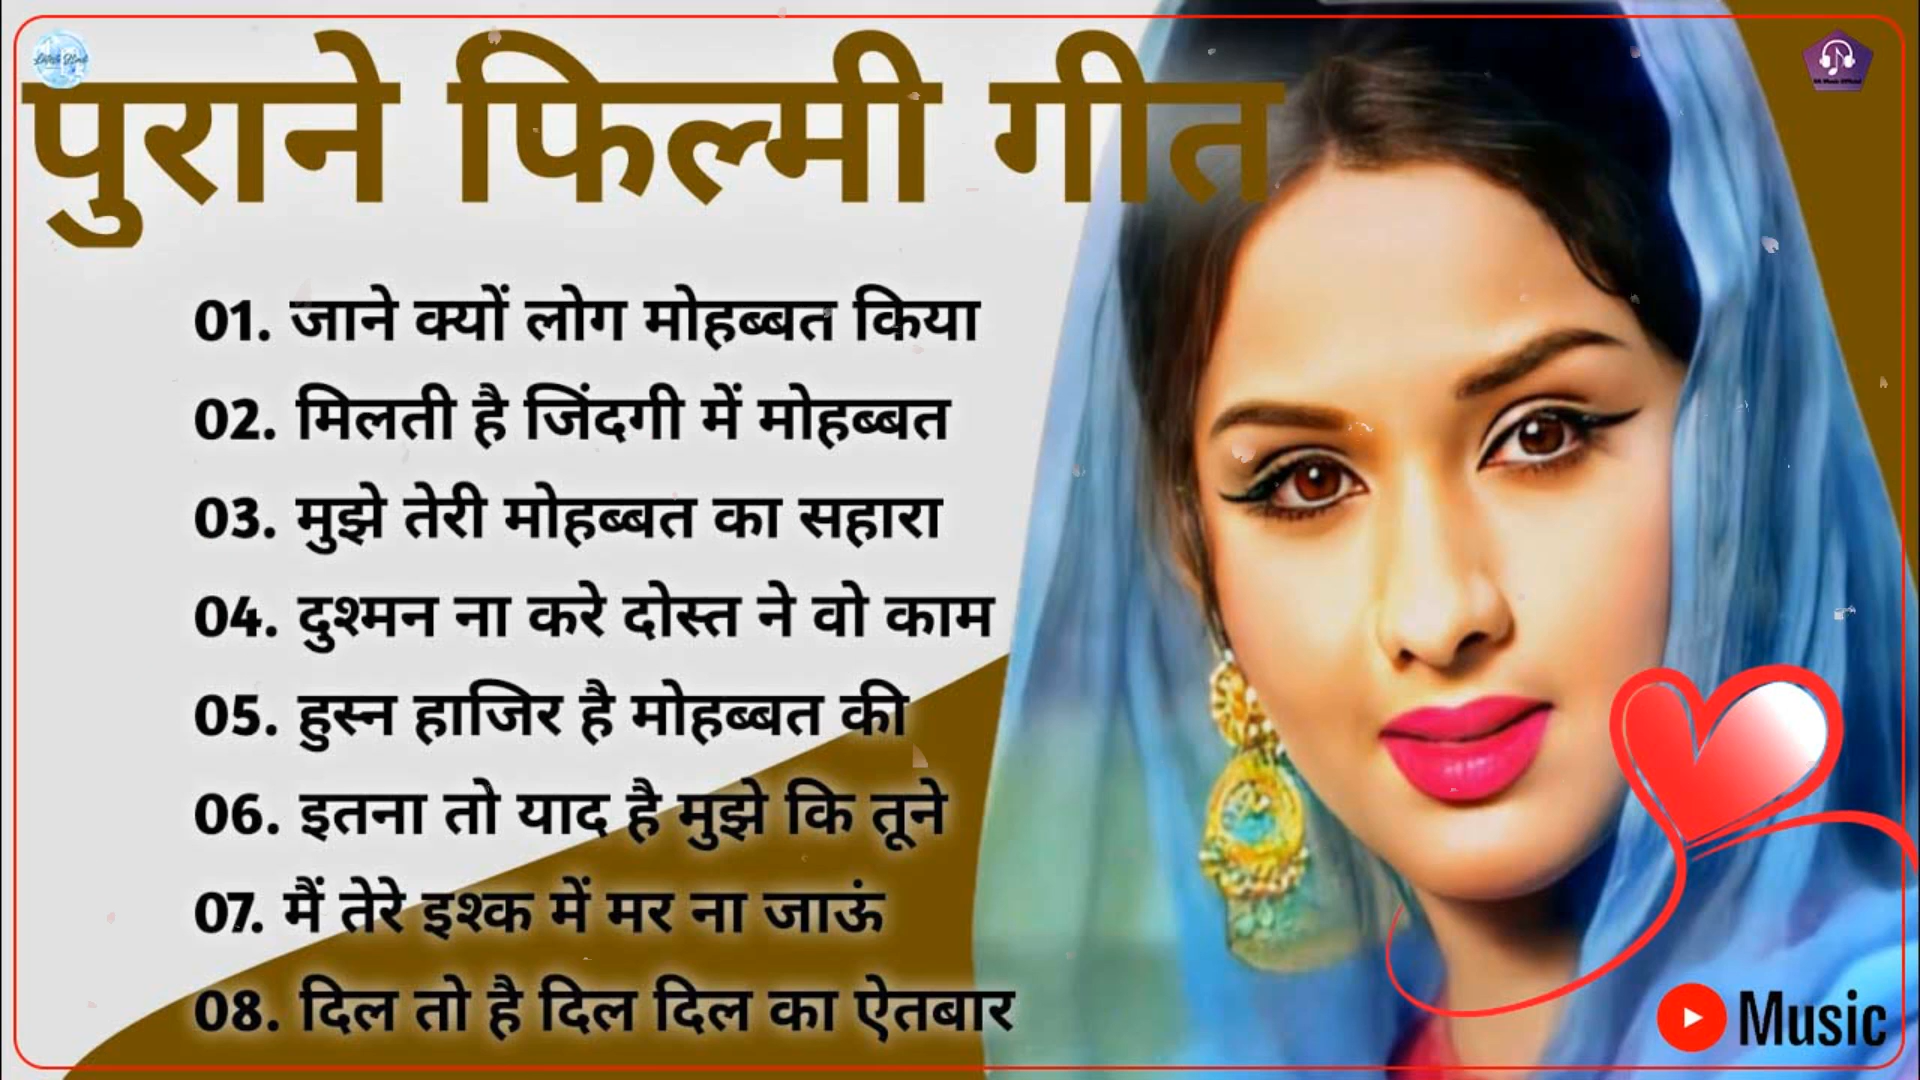 पुराने फिल्मी गीत
01. जाने क्यों लोग मोहब्बत किया
02. मिलती है जिंदगी में मोहब्बत
03. मुझे तेरी मोहब्बत का सहारा
04. दुश्मन ना करे दोस्त ने वो काम
05. हुस्न हाजिर है मोहब्बत की
06. इतना तो याद है मुझे कि तूने
07. मैं तेरे इश्क में मर ना जाऊं
08. दिल तो है दिल दिल का ऐतबार
Music